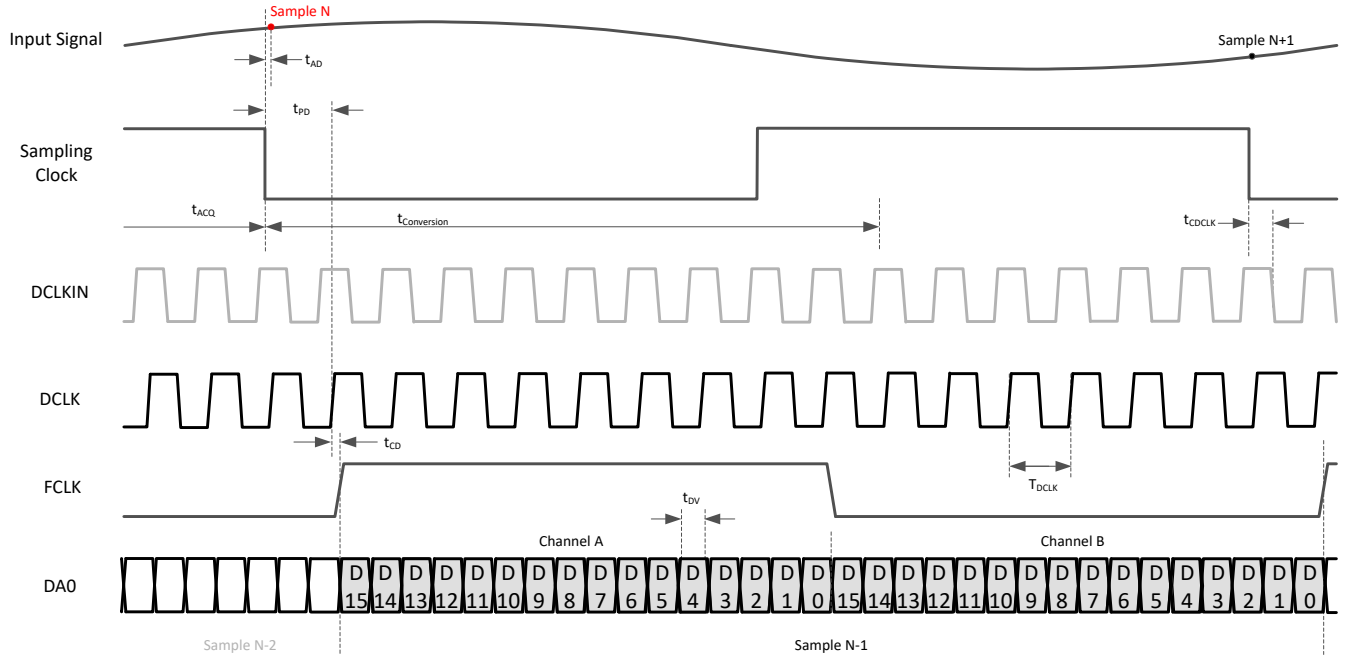 Sample N
Input Signal
Sample N+1
tAD
tPD
Sampling
Clock
tACQ
tConversion
tCDCLK
DCLKIN
DCLK
tCD
FCLK
TDCLK
tDV
Channel A
Channel B
DA0
D D D D D D D D D D D D D D D D D D D D D D D D D D D D D D D D
15 14 13 12 11 10 9 8 7 6 5 4 3 2 1 0 15 14 13 12 11 10 9 8 7 6 5 4 3 2 1 0
Sample N-2
Sample N-1